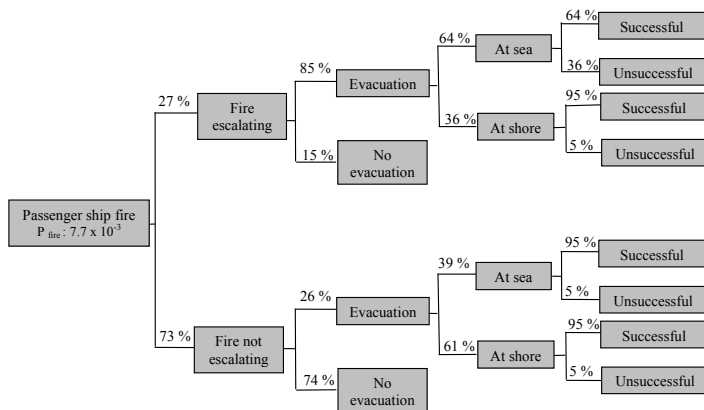 64 %
Successful
64 %
At sea
85 %
36 %
Unsuccessful
Evacuation
95 %
Successful
27 %
Fire
escalating
36 %
At shore
15 %
No
evacuation
5 %
Unsuccessful
Passenger ship fire
P fire : 7.7 x 10-3
95 %
Successful
39 %
At sea
26 %
5 %
Unsuccessful
Evacuation
95 %
Successful
73 %
Fire not
escalating
61 %
At shore
74 %
No
evacuation
5 %
Unsuccessful